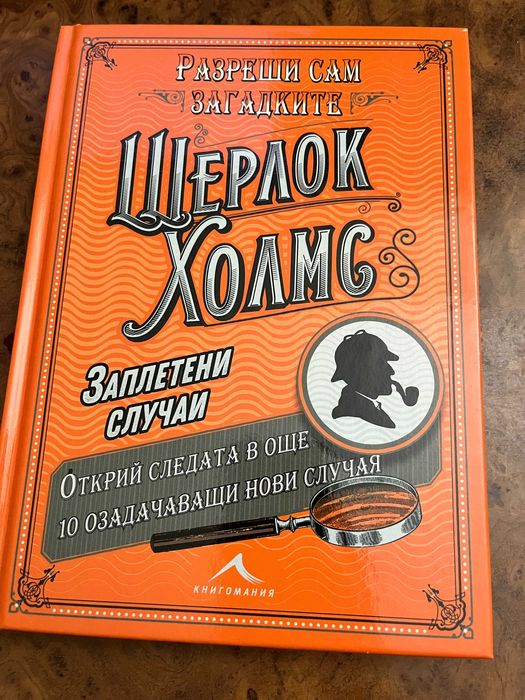 Разреши сам
загадките
Шерлок
Холмс
Заплетени
случаи
Открий следата в още
10 озадачаващи нови случая
КНИГОМАНИЯ